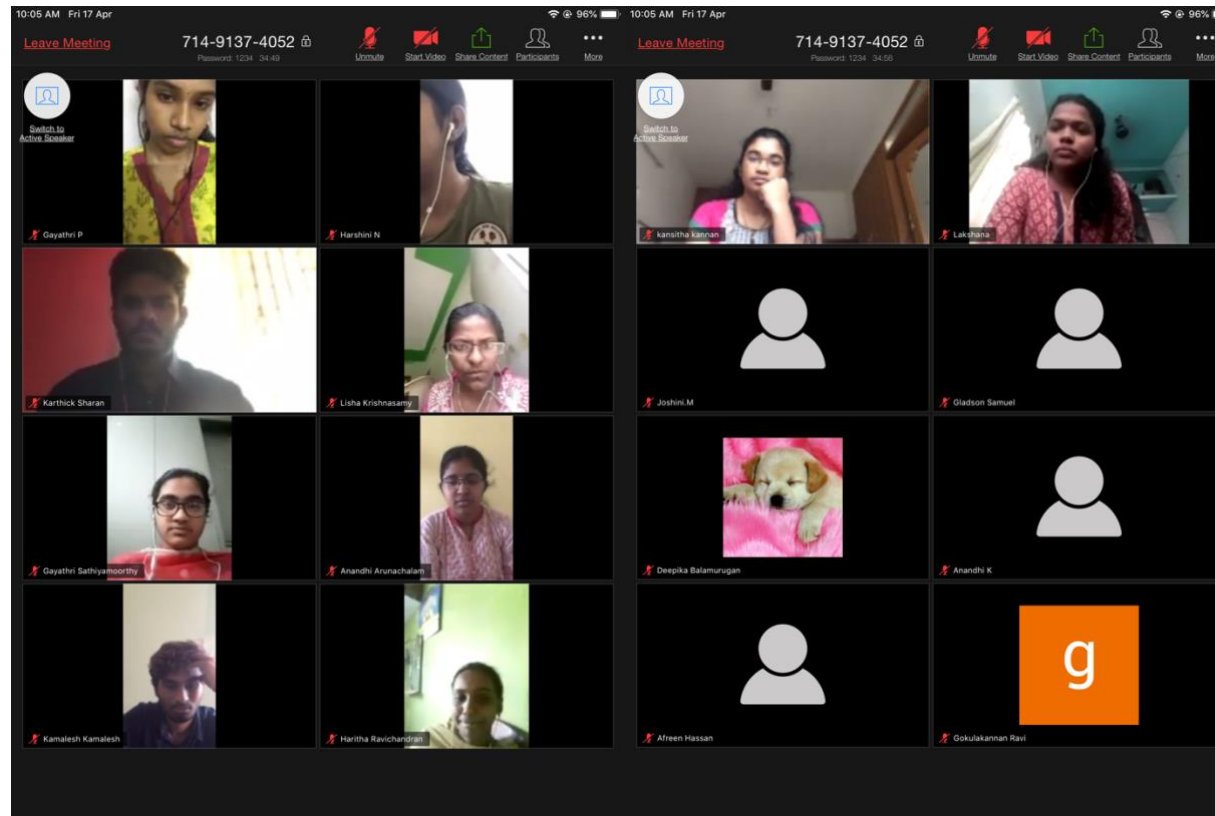 10:05 AM Fri 17 Apr 96%
Leave Meeting
714-9137-4052
Password: 1234 34:49
Unmute Start Video Share Content Participants More
Switch to
Active Speaker
Gayathri P
Harshini N
Karthick Sharan
Lisha Krishnasamy
Gayathri Sathiyamoorthy
Anandhi Arunachalam
Kamalesh Kamalesh
Haritha Ravichandran
10:05 AM Fri 17 Apr 96%
Leave Meeting
714-9137-4052
Password: 1234 34:56
Unmute Start Video Share Content Participants More
Switch to
Active Speaker
kansitha kannan
Lakshana
Joshini.M
Gladson Samuel
Deepika Balamurugan
Anandhi K
Afreen Hassan
g
Gokulakannan Ravi